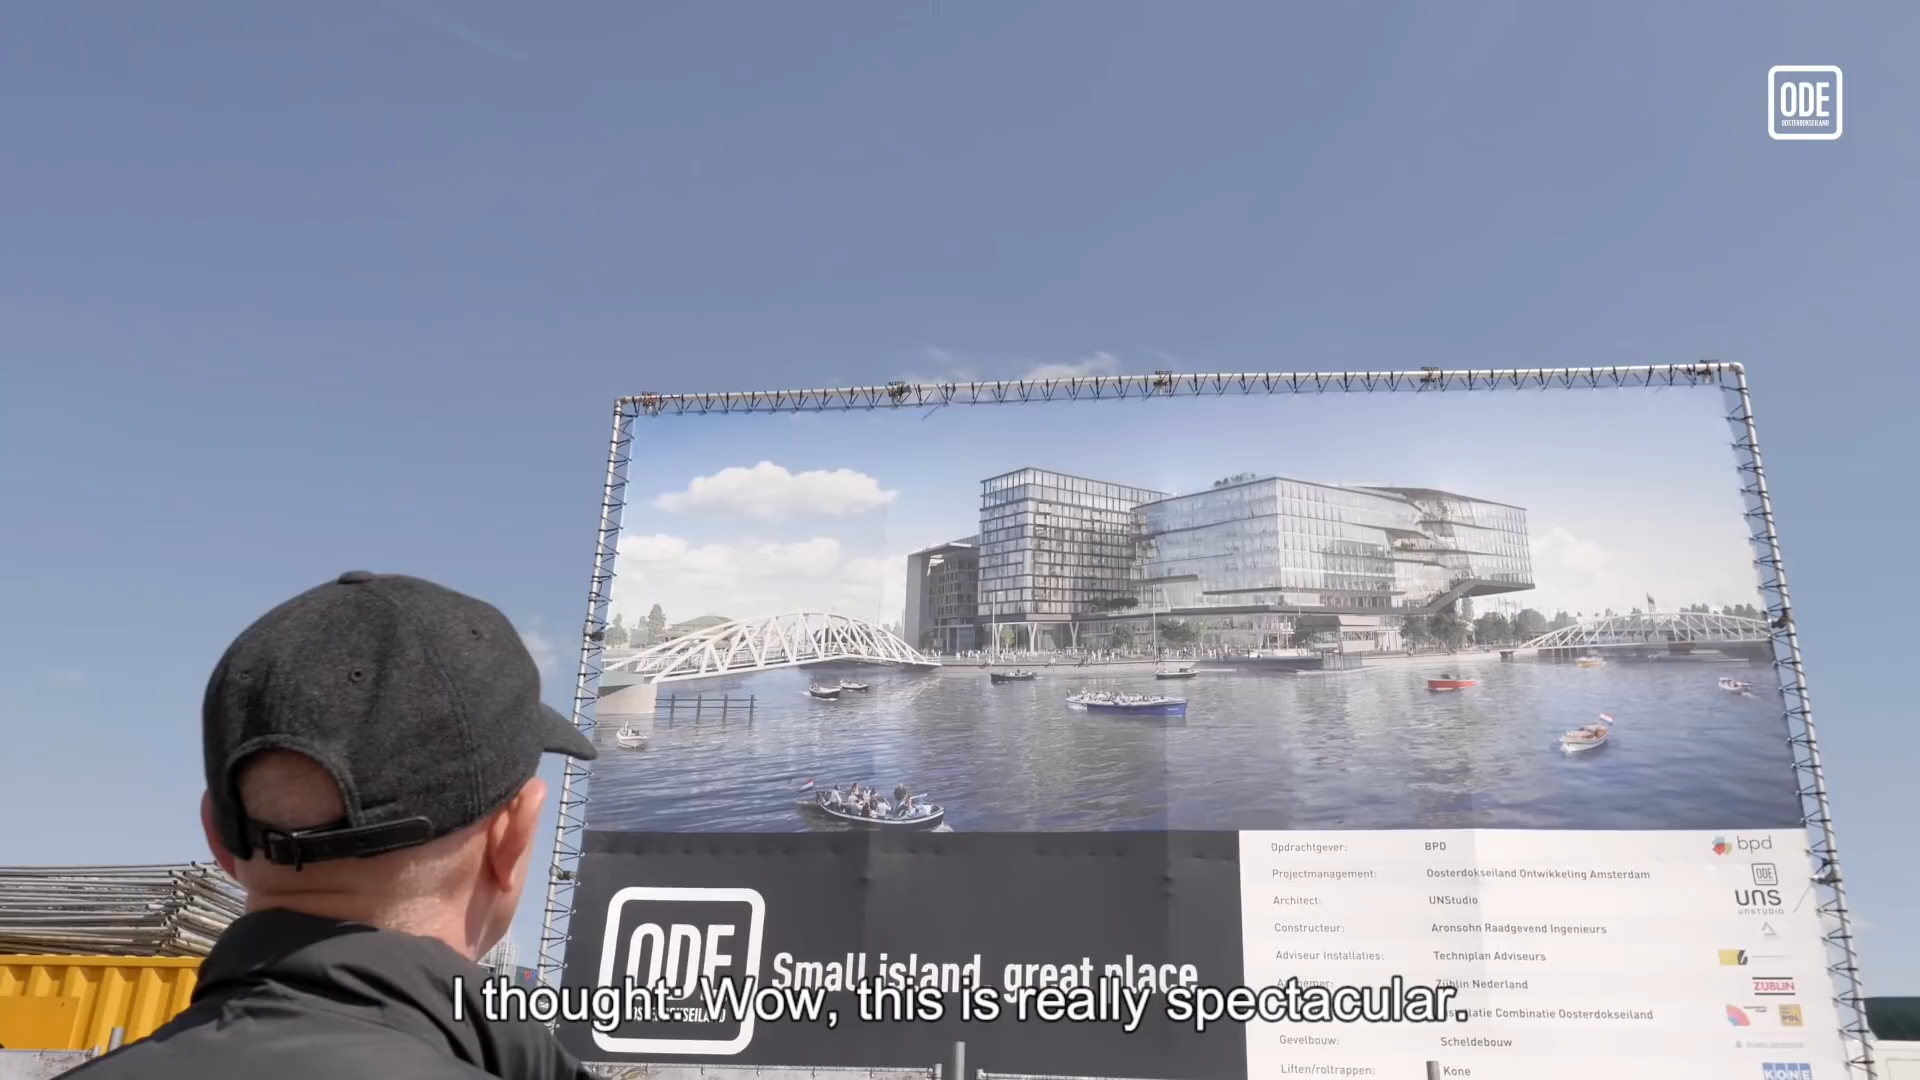 ODE
OOSTERDOKSEILAND
Opdrachtgever: BPD
bpd
Projectmanagement: Oosterdokseiland Ontwikkeling Amsterdam
ODE
Architect: UNStudio
UNS
UNSTUDIO
Constructeur: Aronsohn Raadgevend Ingenieurs
Adviseur Installaties: Techniplan Adviseurs
Züblin Nederland
ZÜBLIN
Combinatie Oosterdokseiland
Gevelbouw: Scheldebouw
Liften/roltrappen: Kone
KONE
ODE
Small island, great place
I thought: Wow, this is really spectacular.